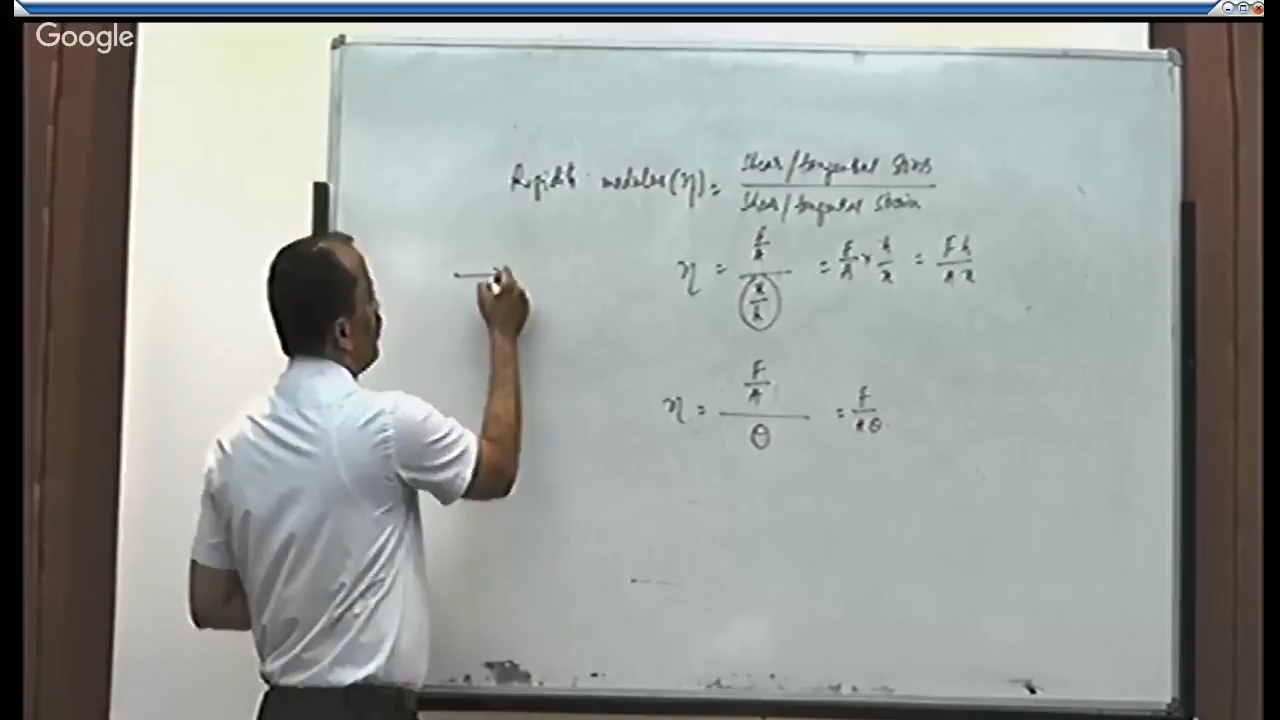 Google
Rigidity modulus (η) = Shear/tangential Stress / Shear/tangential Strain
η = F/A / x/h = F/A × h/x = Fh/Ax
η = F/A / θ = F/Aθ